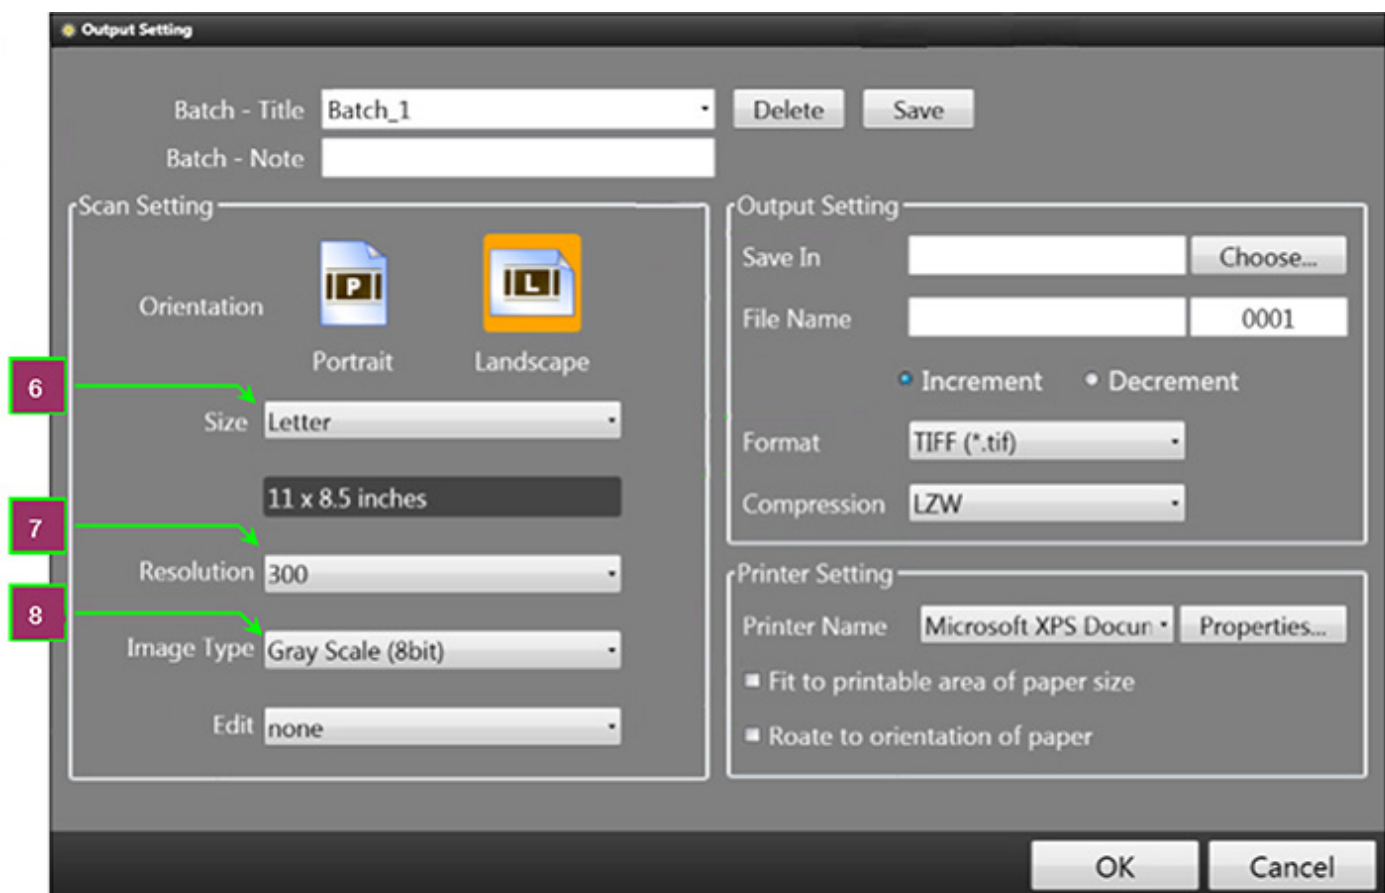 Output Setting
Batch - Title Batch_1 Delete Save
Batch - Note
Scan Setting
Orientation
P L
Portrait Landscape
6
Size Letter
11 x 8.5 inches
7
Resolution 300
8
Image Type Gray Scale (8bit)
Edit none
Output Setting
Save In Choose...
File Name 0001
Increment Decrement
Format TIFF (*.tif)
Compression LZW
Printer Setting
Printer Name Microsoft XPS Docun Properties...
Fit to printable area of paper size
Roate to orientation of paper
OK Cancel